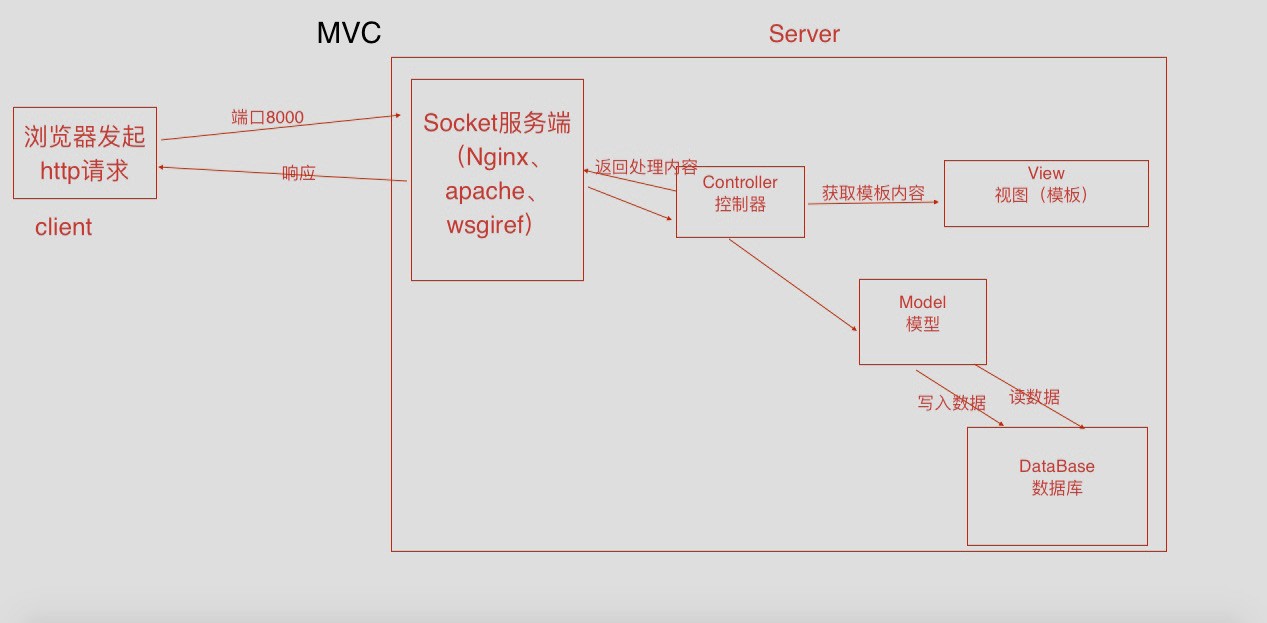 MVC
Server
浏览器发起
http请求
client
端口8000
响应
Socket服务端
（Nginx、
apache、
wsgiref）
返回处理内容
Controller
控制器
获取模板内容
View
视图（模板）
Model
模型
写入数据
读数据
DataBase
数据库